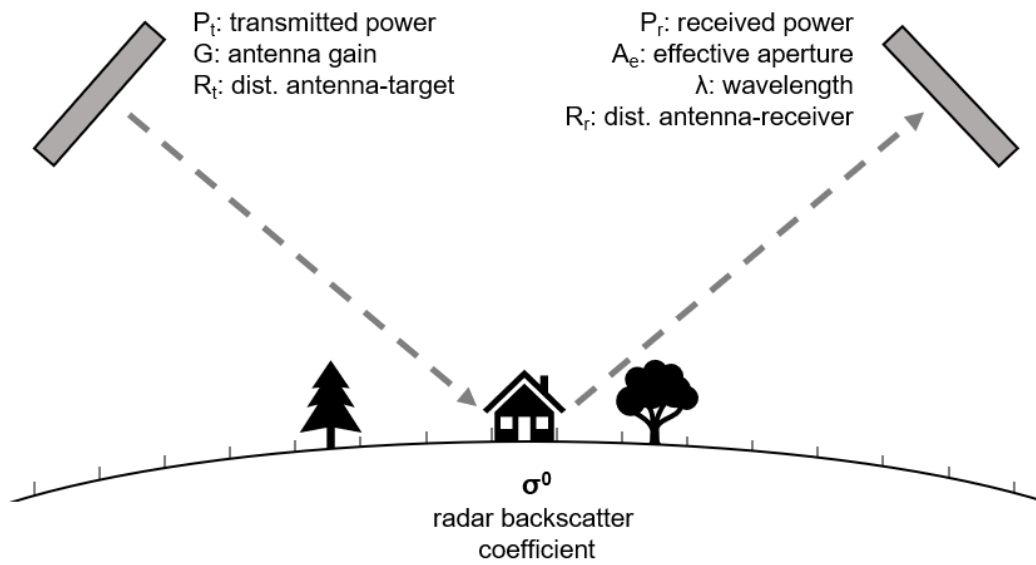 Pt: transmitted power
G: antenna gain
Rt: dist. antenna-target
Pr: received power
Ae: effective aperture
λ: wavelength
Rr: dist. antenna-receiver
σ⁰
radar backscatter
coefficient